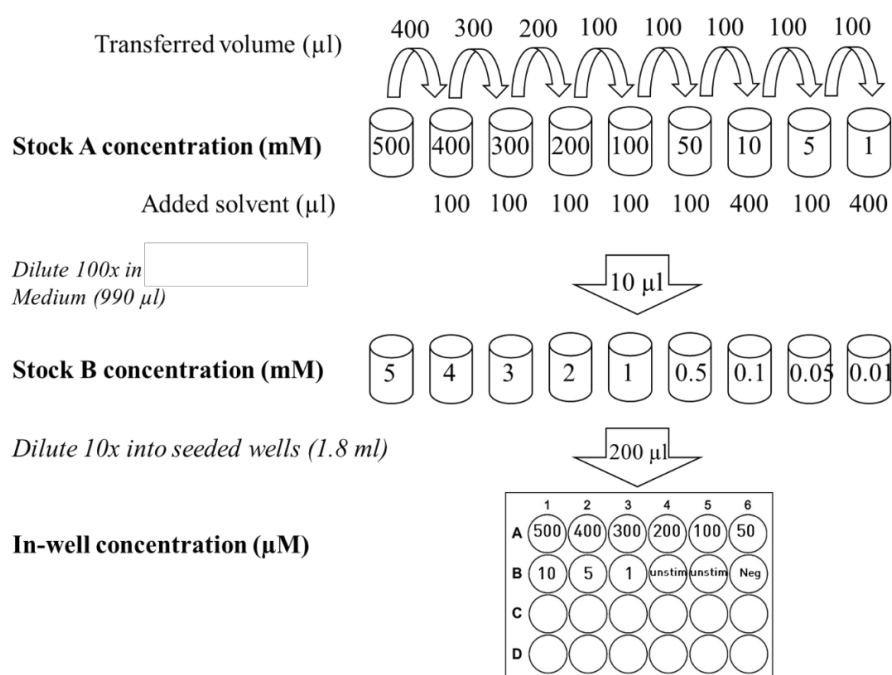 400 300 200 100 100 100 100 100
Transferred volume (µl)
Stock A concentration (mM) 500 400 300 200 100 50 10 5 1
Added solvent (µl) 100 100 100 100 100 400 100 400
Dilute 100x in
Medium (990 µl)
10 µl
Stock B concentration (mM) 5 4 3 2 1 0.5 0.1 0.05 0.01
Dilute 10x into seeded wells (1.8 ml)
200 µl
1 2 3 4 5 6
A 500 400 300 200 100 50
In-well concentration (µM)
B 10 5 1 unstim unstim Neg
C
D